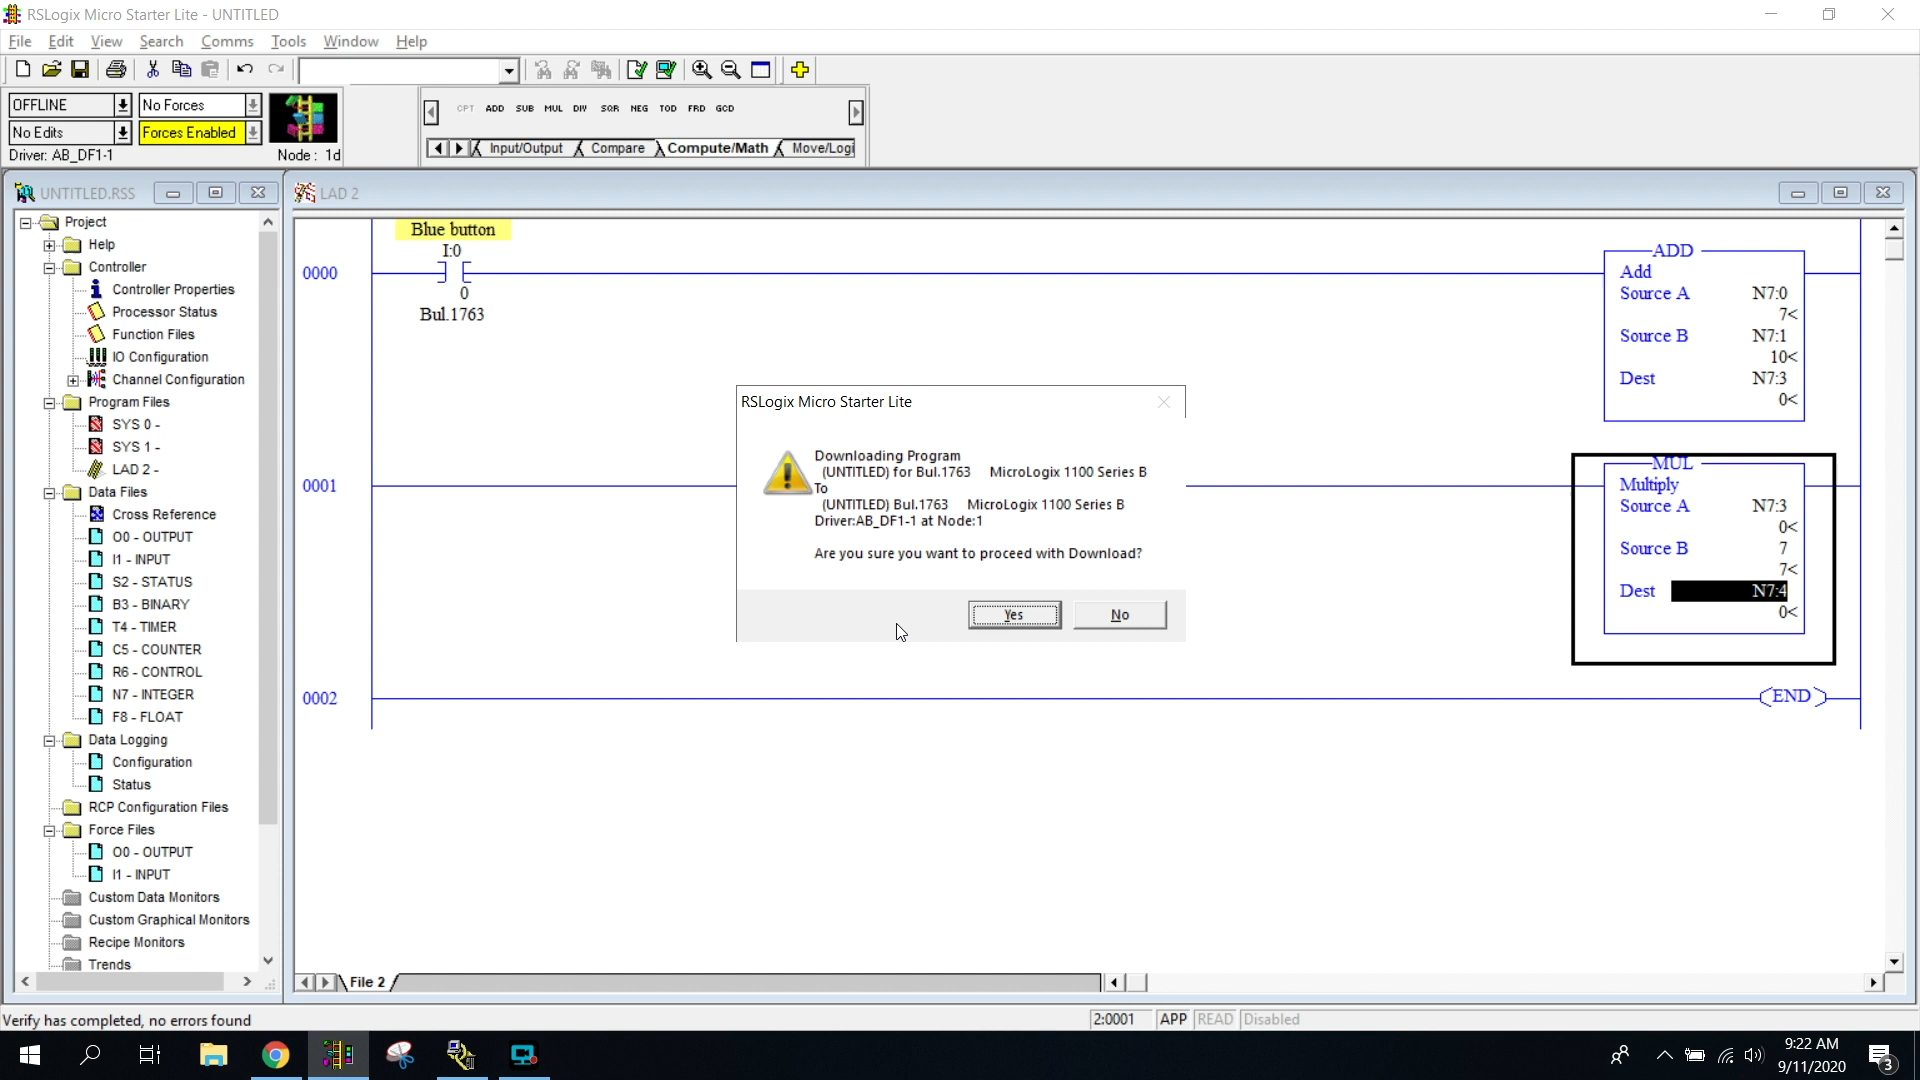 RSLogix Micro Starter Lite - UNTITLED
File Edit View Search Comms Tools Window Help
OFFLINE No Forces
No Edits Forces Enabled
Driver: AB_DF1-1 Node : 1d
CPT ADD SUB MUL DIV SQR NEG TOD FRD GCD
Input/Output Compare Compute/Math Move/Logi
UNTITLED.RSS
Project
Help
Controller
Controller Properties
Processor Status
Function Files
IO Configuration
Channel Configuration
Program Files
SYS 0 -
SYS 1 -
LAD 2 -
Data Files
Cross Reference
O0 - OUTPUT
I1 - INPUT
S2 - STATUS
B3 - BINARY
T4 - TIMER
C5 - COUNTER
R6 - CONTROL
N7 - INTEGER
F8 - FLOAT
Data Logging
Configuration
Status
RCP Configuration Files
Force Files
O0 - OUTPUT
I1 - INPUT
Custom Data Monitors
Custom Graphical Monitors
Recipe Monitors
Trends
LAD 2
Blue button
I:0
0000
0
Bul.1763
ADD
Add
Source A N7:0
7<
Source B N7:1
10<
Dest N7:3
0<
0001
MUL
Multiply
Source A N7:3
0<
Source B 7
7<
Dest N7:4
0<
0002
END
RSLogix Micro Starter Lite
Downloading Program
(UNTITLED) for Bul.1763 MicroLogix 1100 Series B
To
(UNTITLED) Bul.1763 MicroLogix 1100 Series B
Driver:AB_DF1-1 at Node:1
Are you sure you want to proceed with Download?
Yes No
File 2
Verify has completed, no errors found
2:0001 APP READ Disabled
9:22 AM
9/11/2020
3